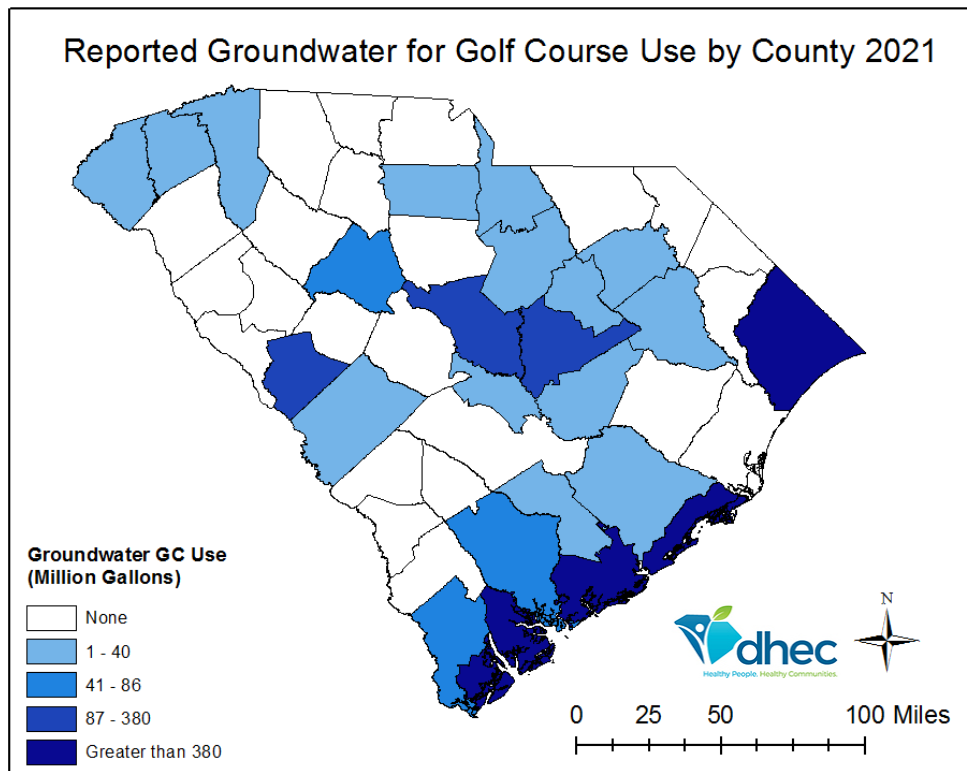 Reported Groundwater for Golf Course Use by County 2021
Groundwater GC Use
(Million Gallons)
None
1 - 40
41 - 86
87 - 380
Greater than 380
dhec
Healthy People. Healthy Communities.
N
0 25 50 100 Miles